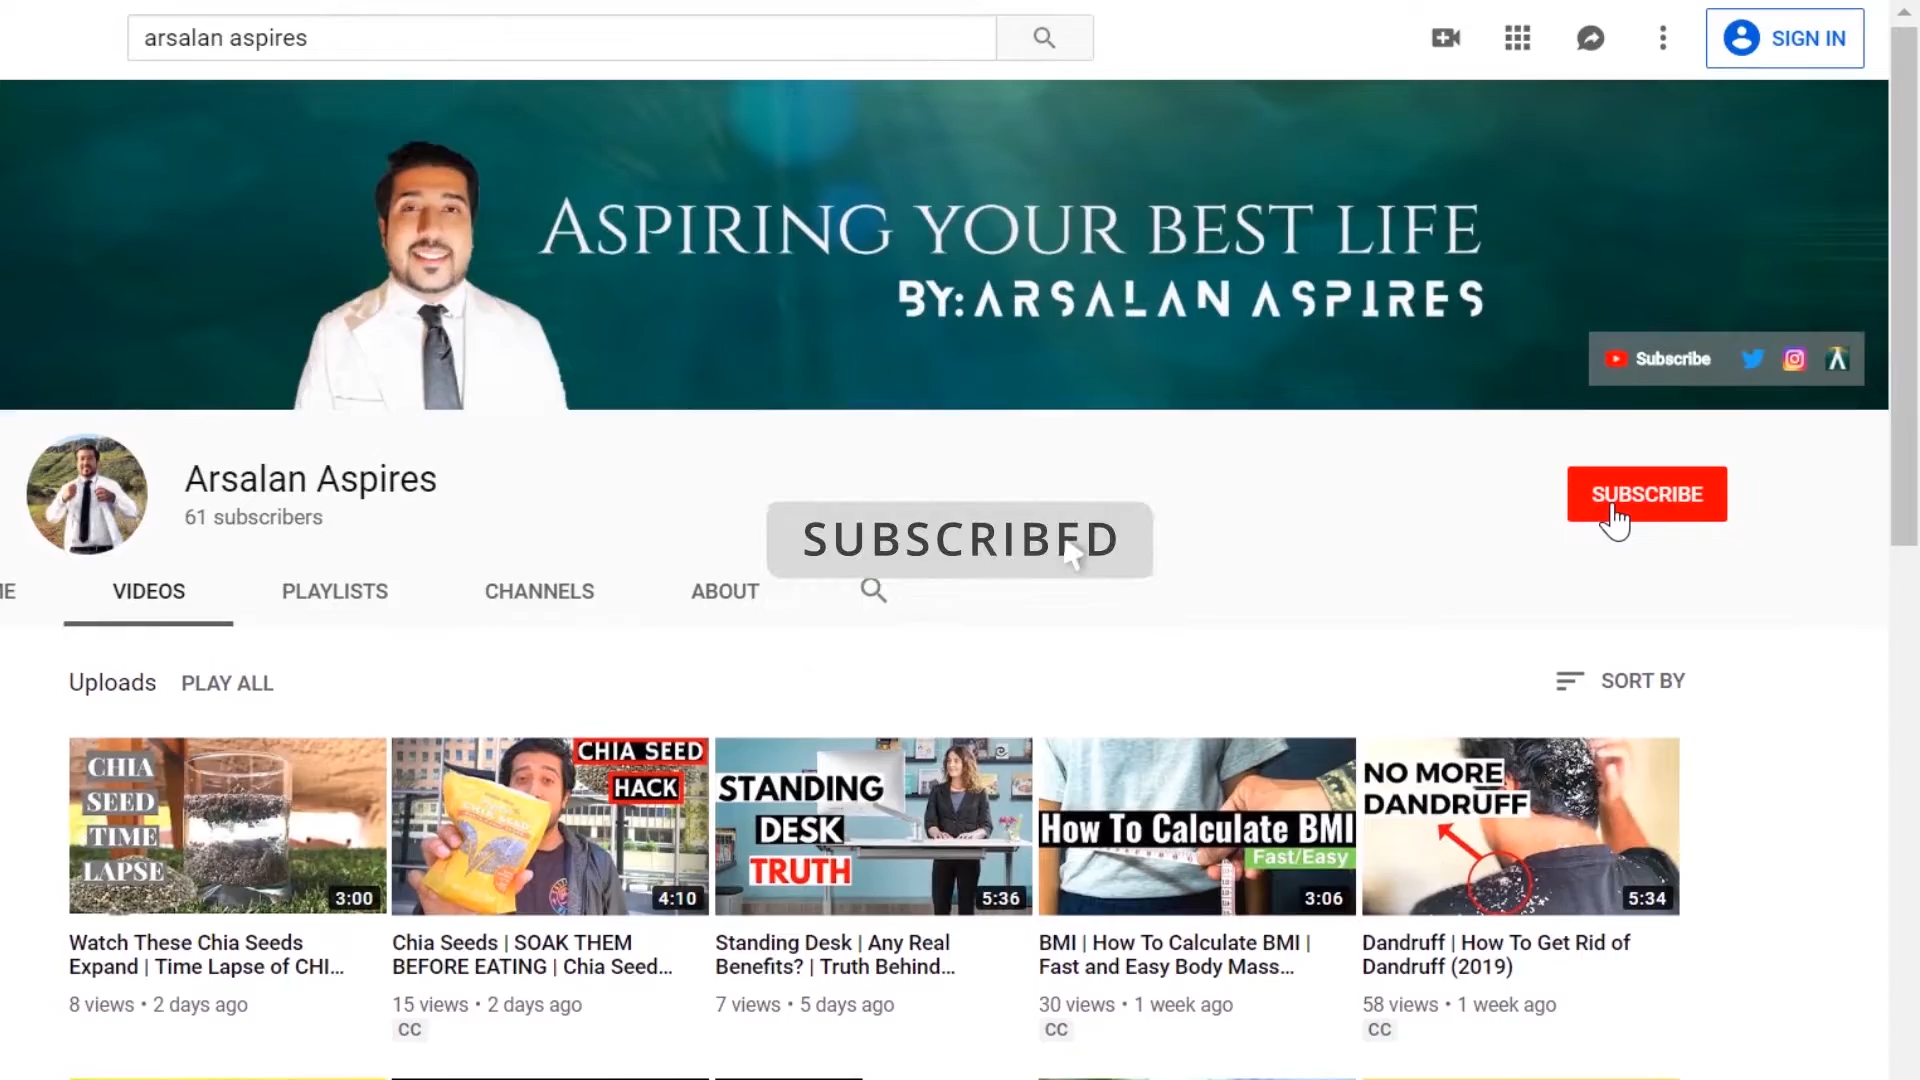 arsalan aspires
SIGN IN
ASPIRING YOUR BEST LIFE
BY: ARSALAN ASPIRES
Subscribe
Arsalan Aspires
61 subscribers
SUBSCRIBE
SUBSCRIBED
VIDEOS
PLAYLISTS
CHANNELS
ABOUT
Uploads
PLAY ALL
SORT BY
CHIA
SEED
TIME
LAPSE
3:00
CHIA SEED
HACK
CHIA SEED
4:10
STANDING
DESK
TRUTH
5:36
How To Calculate BMI
Fast/Easy
3:06
NO MORE
DANDRUFF
5:34
Watch These Chia Seeds
Expand | Time Lapse of CHI...
8 views • 2 days ago
Chia Seeds | SOAK THEM
BEFORE EATING | Chia Seed...
15 views • 2 days ago
CC
Standing Desk | Any Real
Benefits? | Truth Behind...
7 views • 5 days ago
BMI | How To Calculate BMI |
Fast and Easy Body Mass...
30 views • 1 week ago
CC
Dandruff | How To Get Rid of
Dandruff (2019)
58 views • 1 week ago
CC